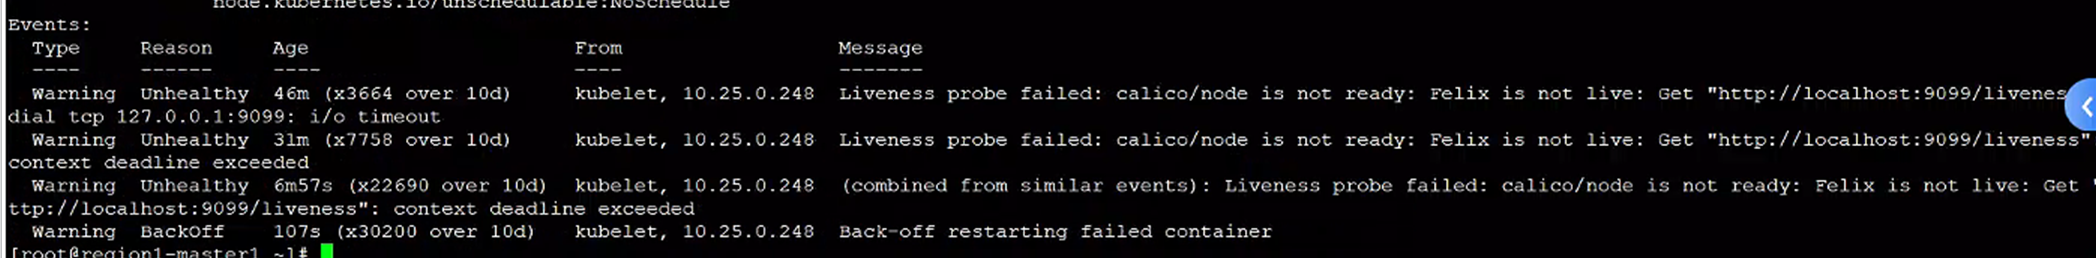 node.kubernetes.io/unschedulable:NoSchedule
Events:
Type Reason Age From Message
---- ------ ---- ---- -------
Warning Unhealthy 46m (x3664 over 10d) kubelet, 10.25.0.248 Liveness probe failed: calico/node is not ready: Felix is not live: Get "http://localhost:9099/livenes
dial tcp 127.0.0.1:9099: i/o timeout
Warning Unhealthy 31m (x7758 over 10d) kubelet, 10.25.0.248 Liveness probe failed: calico/node is not ready: Felix is not live: Get "http://localhost:9099/liveness"
context deadline exceeded
Warning Unhealthy 6m57s (x22690 over 10d) kubelet, 10.25.0.248 (combined from similar events): Liveness probe failed: calico/node is not ready: Felix is not live: Get "
ttp://localhost:9099/liveness": context deadline exceeded
Warning BackOff 107s (x30200 over 10d) kubelet, 10.25.0.248 Back-off restarting failed container
[root@region1-master1 ~]#